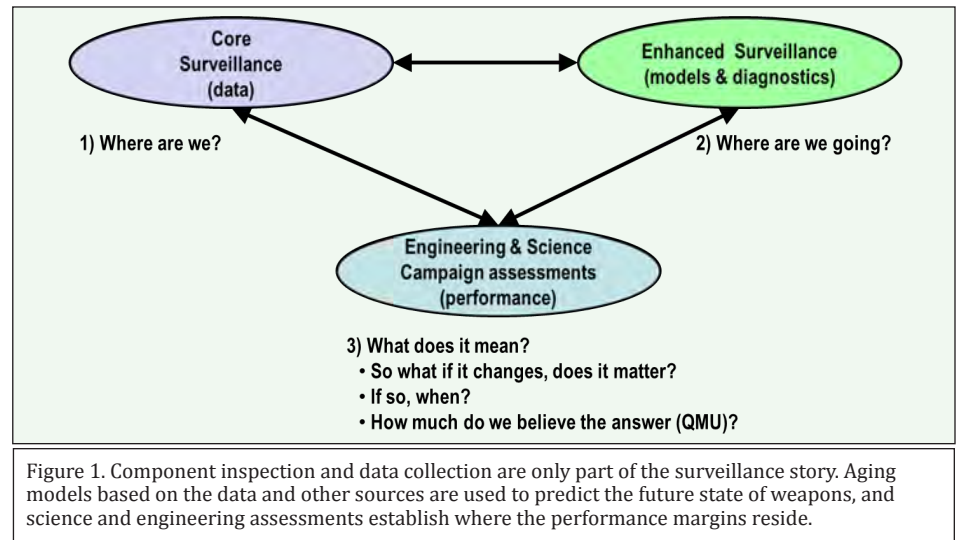 Core
Surveillance
(data)
Enhanced Surveillance
(models & diagnostics)
1) Where are we?
2) Where are we going?
Engineering & Science
Campaign assessments
(performance)
3) What does it mean?
• So what if it changes, does it matter?
• If so, when?
• How much do we believe the answer (QMU)?
Figure 1. Component inspection and data collection are only part of the surveillance story. Aging
models based on the data and other sources are used to predict the future state of weapons, and
science and engineering assessments establish where the performance margins reside.